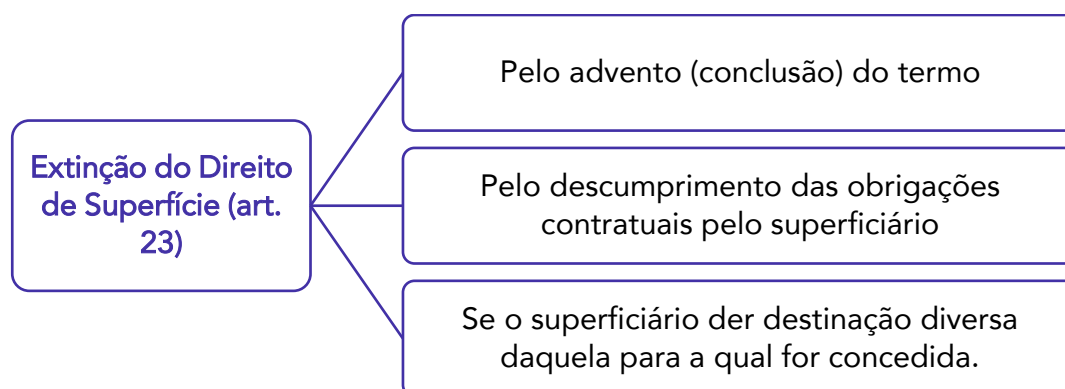 Extinção do Direito
de Superfície (art.
23)
Pelo advento (conclusão) do termo
Pelo descumprimento das obrigações
contratuais pelo superficiário
Se o superficiário der destinação diversa
daquela para a qual for concedida.